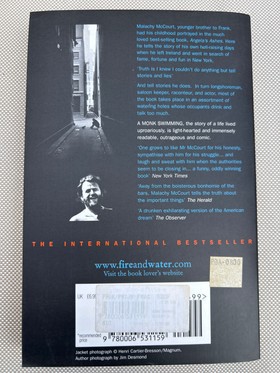 Malachy McCourt, younger brother to Frank,
had his childhood portrayed in the much
loved best-selling book, Angela's Ashes. Here
he tells the story of his own hell-raising days
when he left Ireland and went in search of
fame, fortune and fun in New York.
'Truth is I knew I couldn't do anything but tell
stories and lies'
And tell stories he does. In turn longshoreman,
saloon keeper, raconteur, and actor, most of
the book takes place in an assortment of
watering holes whose occupants drink and
talk too much.
A MONK SWIMMING, the story of a life lived
uproariously, is light-hearted and immensely
readable, outrageous and comic.
'One grows to like Mr McCourt for his honesty,
sympathise with him for his struggle... and
laugh and sweat with him when the authorities
seem to be closing in... a funny, oddly winning
book' New York Times
'Away from the boisterous bonhomie of the
bars, Malachy McCourt tells the truth about
the important things' The Herald
'A drunken exhilarating version of the American
dream' The Observer
THE INTERNATIONAL BESTSELLER
www.fireandwater.com
Visit the book lover's website
UK
.99
recommended
9 780006 531159
Jacket photograph © Henri Cartier-Bresson/Magnum.
Author photograph by Jim Desmond